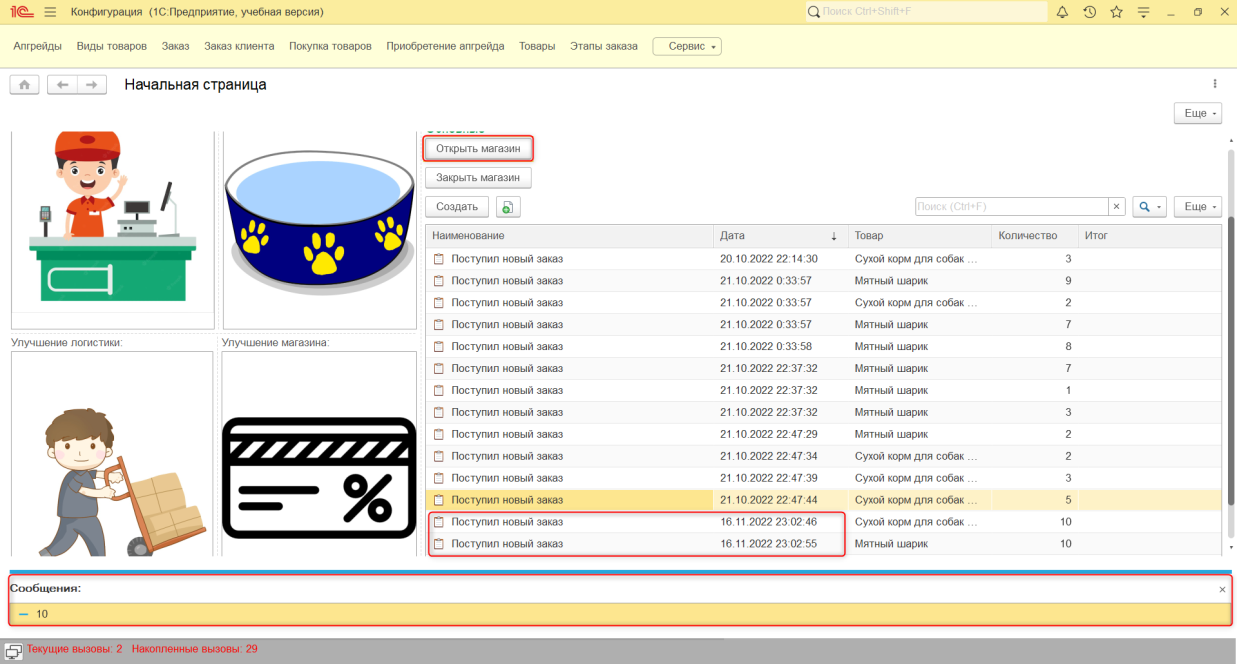 1С Конфигурация (1С:Предприятие, учебная версия) Поиск Ctrl+Shift+F
Апгрейды Виды товаров Заказ Заказ клиента Покупка товаров Приобретение апгрейда Товары Этапы заказа Сервис
Начальная страница
Еще
Открыть магазин
Закрыть магазин
Создать Поиск (Ctrl+F) × Еще
Наименование Дата ↓ Товар Количество Итог
Поступил новый заказ 20.10.2022 22:14:30 Сухой корм для собак ... 3
Поступил новый заказ 21.10.2022 0:33:57 Мятный шарик 9
Поступил новый заказ 21.10.2022 0:33:57 Сухой корм для собак ... 2
Поступил новый заказ 21.10.2022 0:33:57 Мятный шарик 7
Улучшение логистики: Улучшение магазина: Поступил новый заказ 21.10.2022 0:33:58 Мятный шарик 8
Поступил новый заказ 21.10.2022 22:37:32 Мятный шарик 7
Поступил новый заказ 21.10.2022 22:37:32 Мятный шарик 1
Поступил новый заказ 21.10.2022 22:37:32 Мятный шарик 3
Поступил новый заказ 21.10.2022 22:47:29 Мятный шарик 2
Поступил новый заказ 21.10.2022 22:47:34 Сухой корм для собак ... 2
Поступил новый заказ 21.10.2022 22:47:39 Сухой корм для собак ... 3
Поступил новый заказ 21.10.2022 22:47:44 Сухой корм для собак ... 5
Поступил новый заказ 16.11.2022 23:02:46 Сухой корм для собак ... 10
Поступил новый заказ 16.11.2022 23:02:55 Мятный шарик 10
%
Сообщения: ×
– 10
Текущие вызовы: 2 Накопленные вызовы: 29